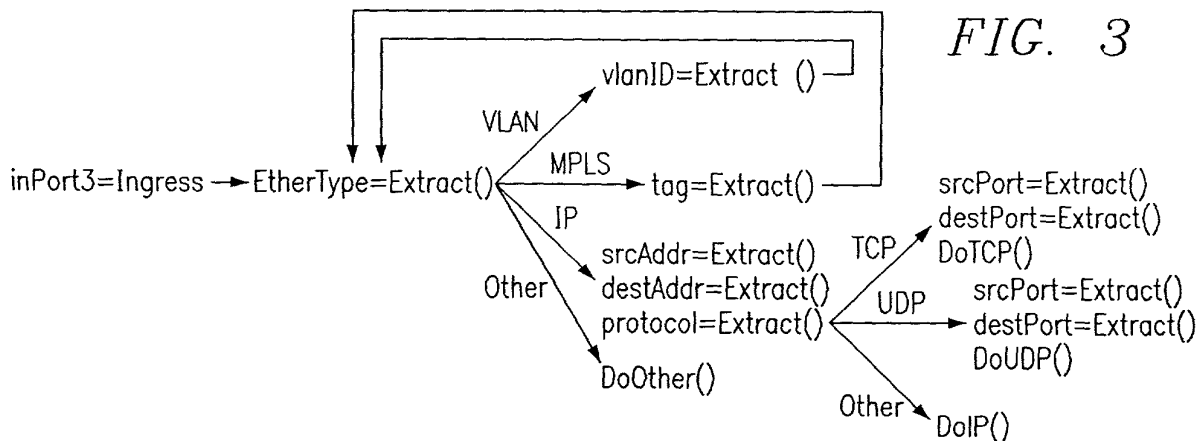 FIG. 3
vlanID=Extract ()
VLAN
inPort3=Ingress
EtherType=Extract()
MPLS
tag=Extract()
IP
Other
srcAddr=Extract()
destAddr=Extract()
protocol=Extract()
DoOther()
TCP
srcPort=Extract()
destPort=Extract()
DoTCP()
UDP
srcPort=Extract()
destPort=Extract()
DoUDP()
Other
DoIP()